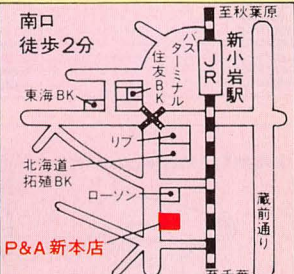 南口
徒歩2分
至秋葉原
新小岩駅
JR
バスターミナル
住友BK
東海BK
リブ
北海道
拓殖BK
ローソン
蔵前通り
P&A新本店
至千葉